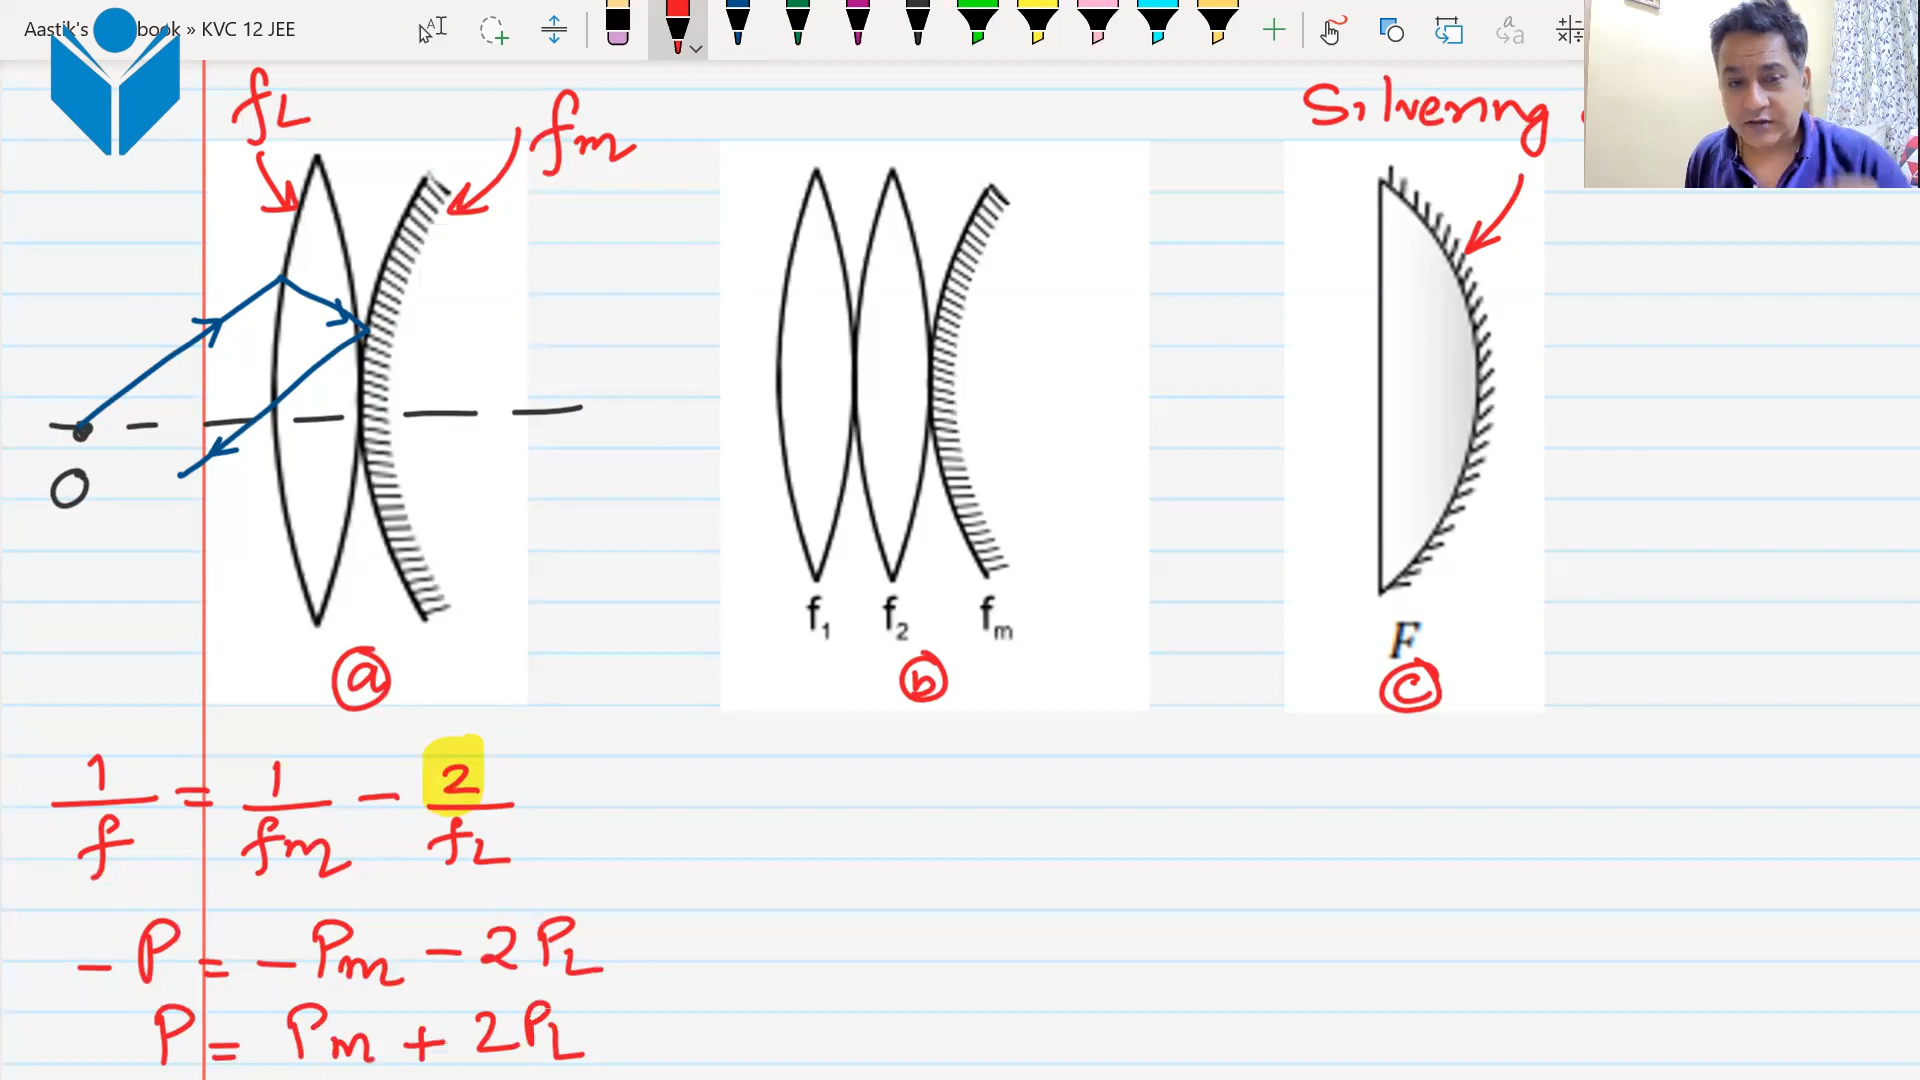 Aastik's book » KVC 12 JEE
fL
fm
Silvering
f1 f2 fm
F
a
b
c
1/f = 1/fm - 2/fL
- P = - Pm - 2PL
P = Pm + 2PL
O